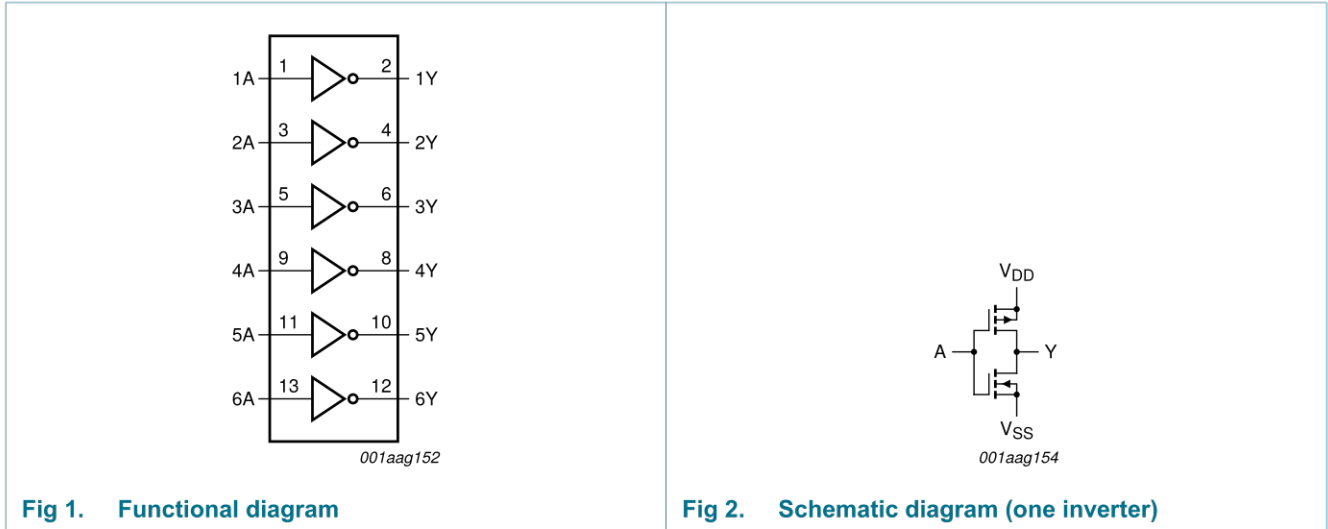 1A 1 2 1Y
2A 3 4 2Y
3A 5 6 3Y
4A 9 8 4Y
5A 11 10 5Y
6A 13 12 6Y
001aag152
Fig 1. Functional diagram
VDD
A Y
VSS
001aag154
Fig 2. Schematic diagram (one inverter)